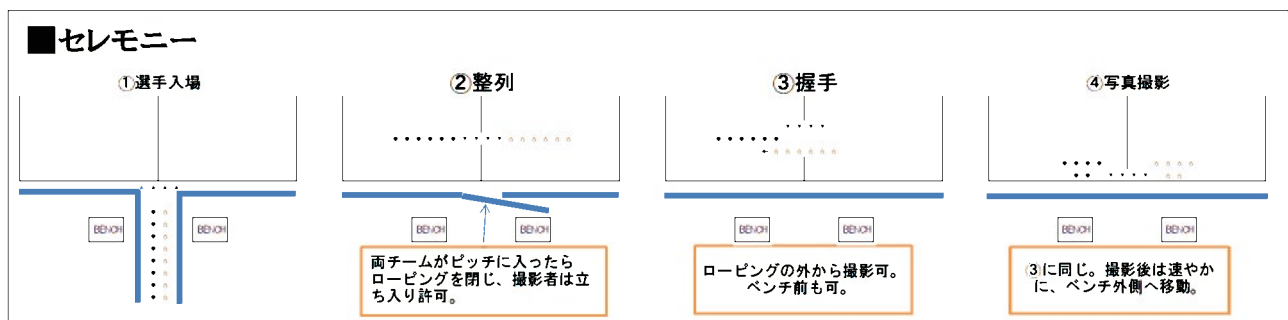 ■セレモニー
①選手入場
②整列
③握手
④写真撮影
BENCH
BENCH
BENCH
BENCH
BENCH
BENCH
BENCH
BENCH
両チームがピッチに入ったら
ローピングを閉じ、撮影者は立
ち入り許可。
ローピングの外から撮影可。
ベンチ前も可。
③に同じ。撮影後は速やか
に、ベンチ外側へ移動。